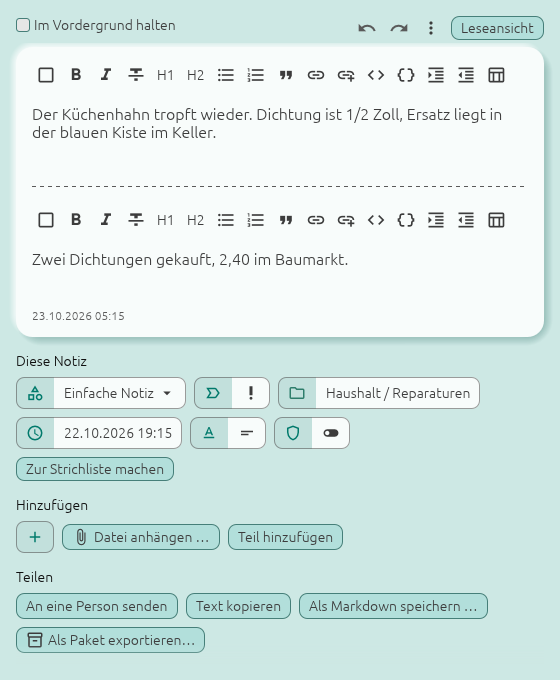 Im Vordergrund halten
Leseansicht
B I H1 H2
Der Küchenhahn tropft wieder. Dichtung ist 1/2 Zoll, Ersatz liegt in
der blauen Kiste im Keller.
B I H1 H2
Zwei Dichtungen gekauft, 2,40 im Baumarkt.
23.10.2026 05:15
Diese Notiz
Einfache Notiz
Haushalt / Reparaturen
22.10.2026 19:15
Zur Strichliste machen
Hinzufügen
Datei anhängen …
Teil hinzufügen
Teilen
An eine Person senden
Text kopieren
Als Markdown speichern …
Als Paket exportieren…